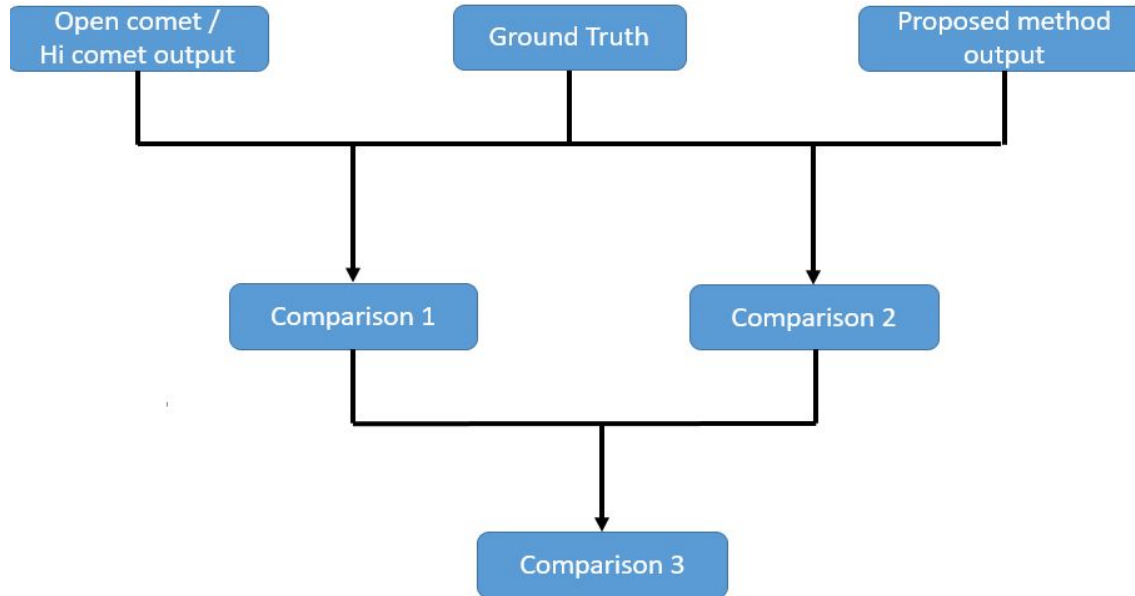 Open comet /
Hi comet output
Ground Truth
Proposed method
output
Comparison 1
Comparison 2
Comparison 3